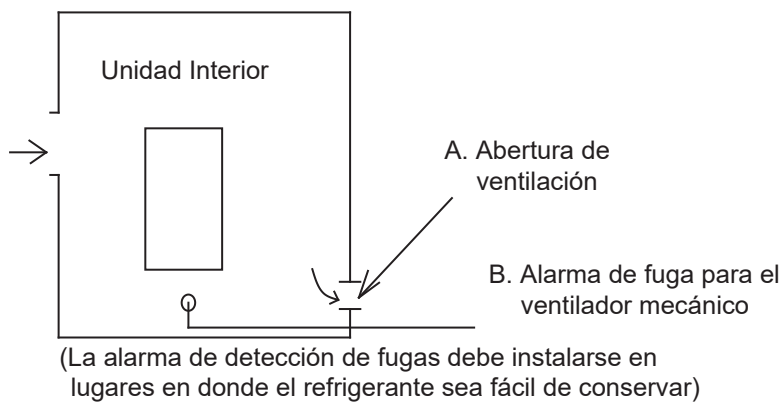 Unidad Interior
A. Abertura de
ventilación
B. Alarma de fuga para el
ventilador mecánico
(La alarma de detección de fugas debe instalarse en
lugares en donde el refrigerante sea fácil de conservar)